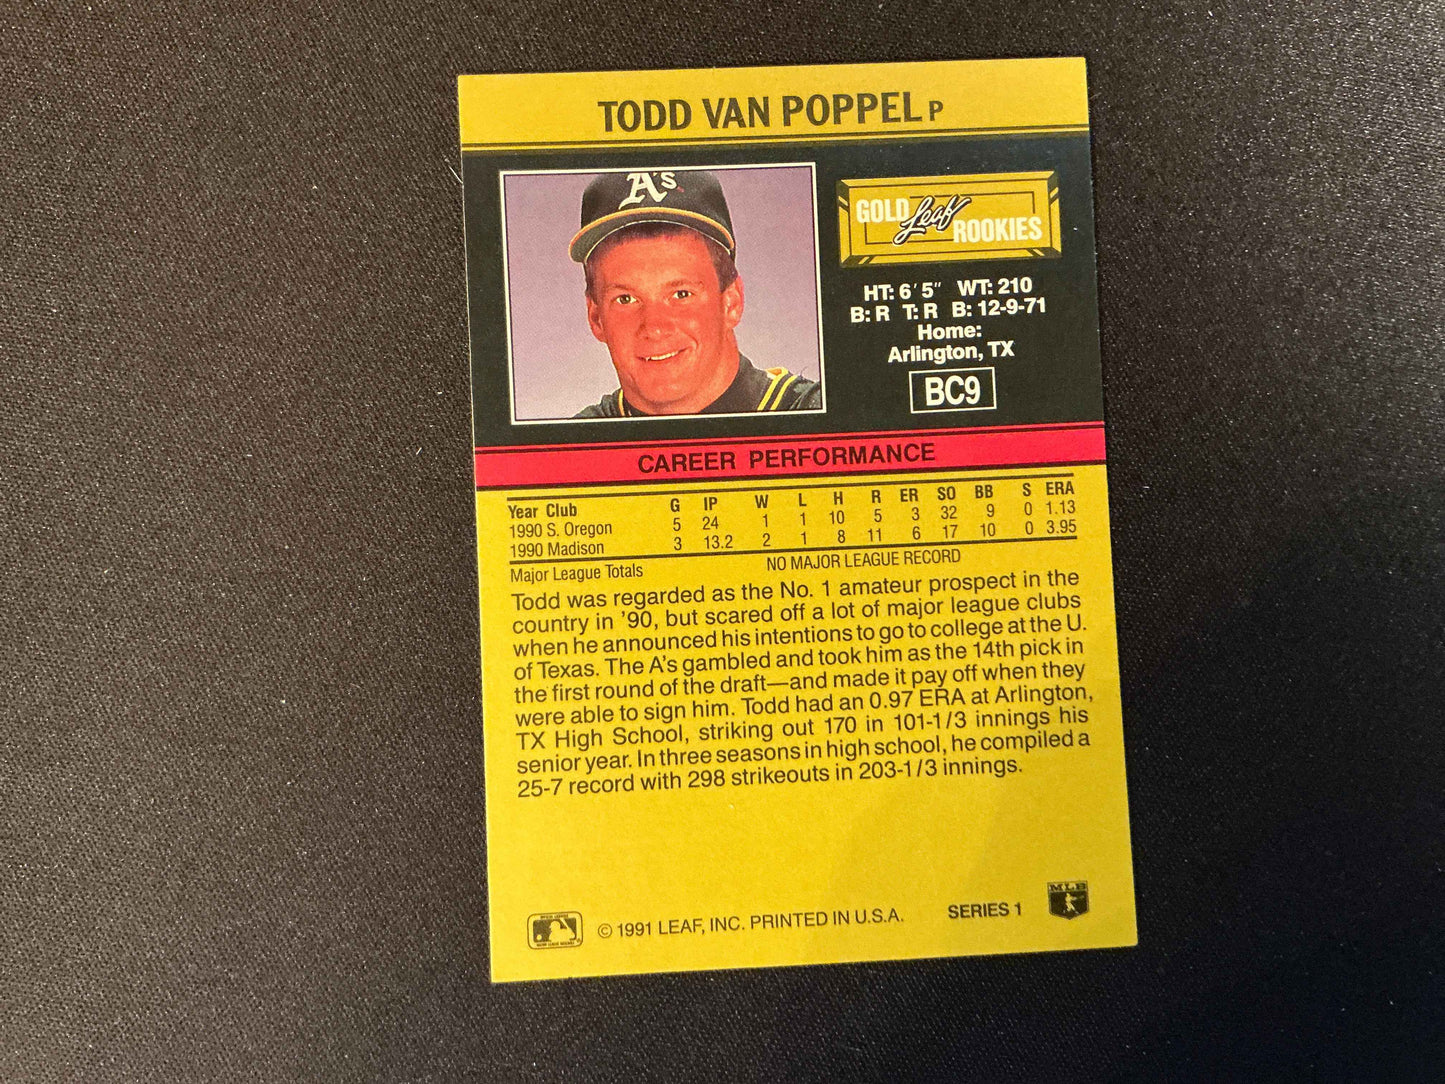 TODD VAN POPPEL P
A's
GOLD Leaf ROOKIES
HT: 6' 5" WT: 210
B: R T: R B: 12-9-71
Home:
Arlington, TX
BC9
CAREER PERFORMANCE
Year Club G IP W L H R ER SO BB S ERA
1990 S. Oregon 5 24 1 1 10 5 3 32 9 0 1.13
1990 Madison 3 13.2 2 1 8 11 6 17 10 0 3.95
Major League Totals NO MAJOR LEAGUE RECORD
Todd was regarded as the No. 1 amateur prospect in the
country in '90, but scared off a lot of major league clubs
when he announced his intentions to go to college at the U.
of Texas. The A's gambled and took him as the 14th pick in
the first round of the draft—and made it pay off when they
were able to sign him. Todd had an 0.97 ERA at Arlington,
TX High School, striking out 170 in 101-1/3 innings his
senior year. In three seasons in high school, he compiled a
25-7 record with 298 strikeouts in 203-1/3 innings.
© 1991 LEAF, INC. PRINTED IN U.S.A.
SERIES 1
MLB